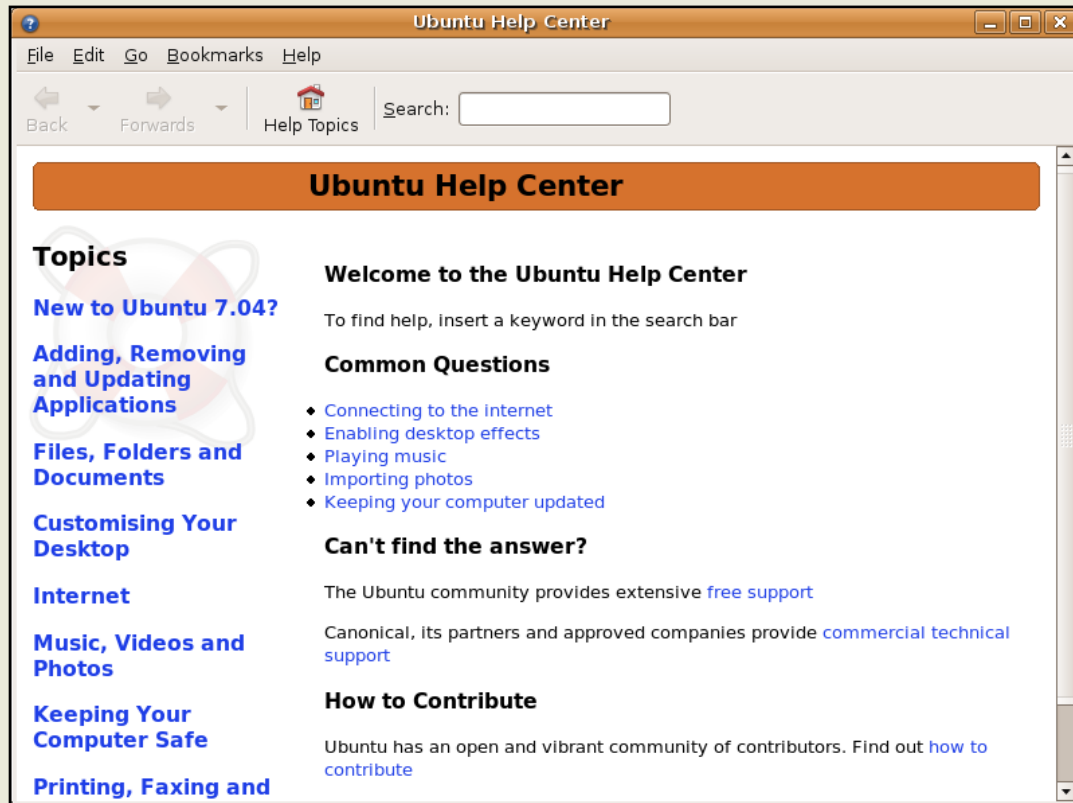 Ubuntu Help Center
File Edit Go Bookmarks Help
Back Forwards Help Topics Search:
Ubuntu Help Center
Topics
New to Ubuntu 7.04?
Adding, Removing
and Updating
Applications
Files, Folders and
Documents
Customising Your
Desktop
Internet
Music, Videos and
Photos
Keeping Your
Computer Safe
Printing, Faxing and
Welcome to the Ubuntu Help Center
To find help, insert a keyword in the search bar
Common Questions
Connecting to the internet
Enabling desktop effects
Playing music
Importing photos
Keeping your computer updated
Can't find the answer?
The Ubuntu community provides extensive free support
Canonical, its partners and approved companies provide commercial technical
support
How to Contribute
Ubuntu has an open and vibrant community of contributors. Find out how to
contribute